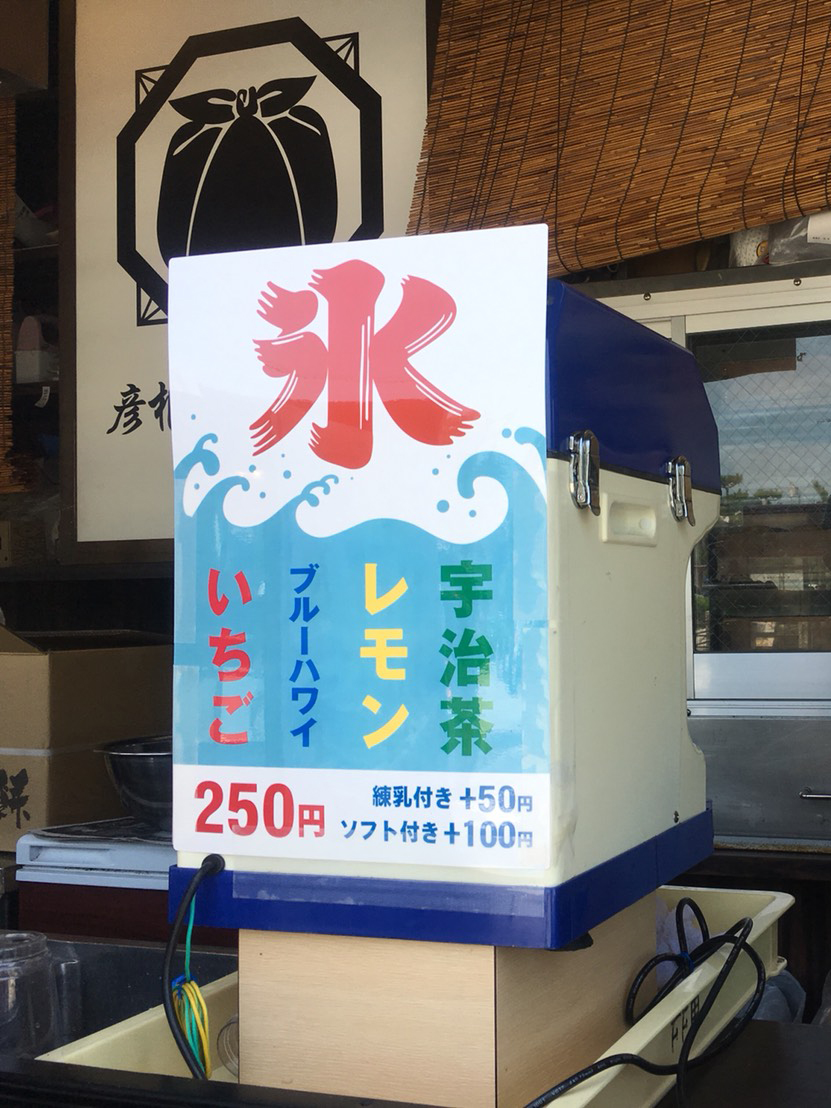 氷
宇治茶
レモン
ブルーハワイ
いちご
250円
練乳付き+50円
ソフト付き+100円
彦